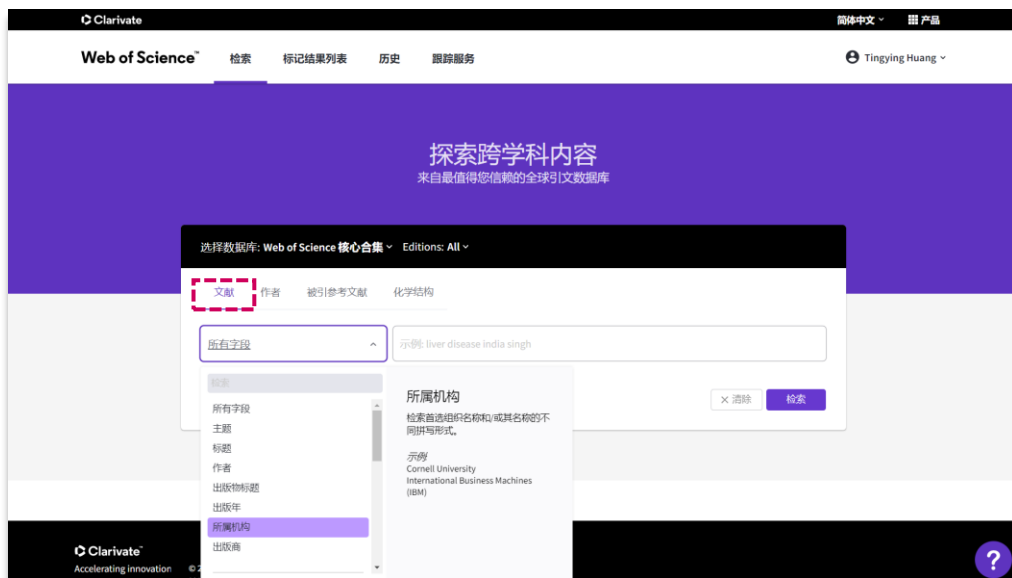 Clarivate
简体中文
产品
Web of Science™
检索
标记结果列表
历史
跟踪服务
Tingying Huang
探索跨学科内容
来自最值得您信赖的全球引文数据库
选择数据库: Web of Science 核心合集
Editions: All
文献
作者
被引参考文献
化学结构
所有字段
示例: liver disease india singh
检索
所有字段
主题
标题
作者
出版物标题
出版年
所属机构
出版商
所属机构
检索首选组织名称和/或其名称的不
同拼写形式。
示例
Cornell University
International Business Machines
(IBM)
× 清除
检索
Clarivate™
Accelerating innovation
© 2
?